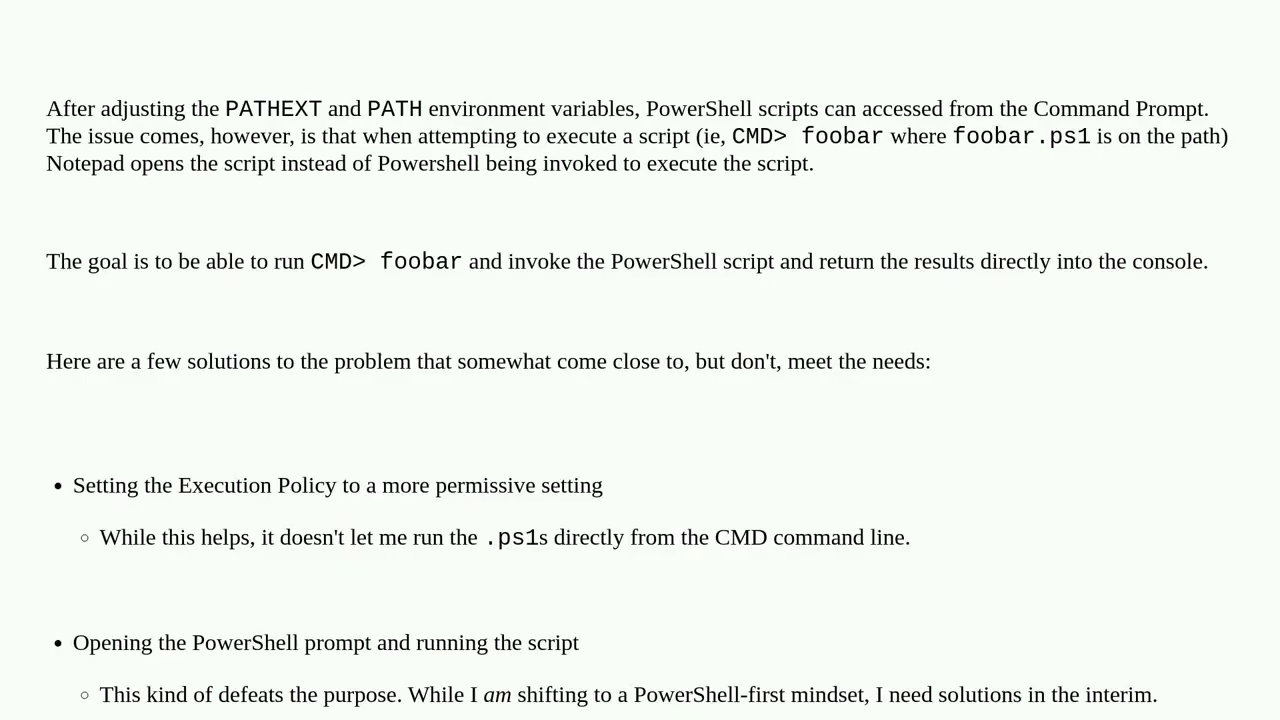 After adjusting the PATHEXT and PATH environment variables, PowerShell scripts can accessed from the Command Prompt.
The issue comes, however, is that when attempting to execute a script (ie, CMD> foobar where foobar.ps1 is on the path)
Notepad opens the script instead of Powershell being invoked to execute the script.
The goal is to be able to run CMD> foobar and invoke the PowerShell script and return the results directly into the console.
Here are a few solutions to the problem that somewhat come close to, but don't, meet the needs:
• Setting the Execution Policy to a more permissive setting
◦ While this helps, it doesn't let me run the .ps1s directly from the CMD command line.
• Opening the PowerShell prompt and running the script
◦ This kind of defeats the purpose. While I am shifting to a PowerShell-first mindset, I need solutions in the interim.